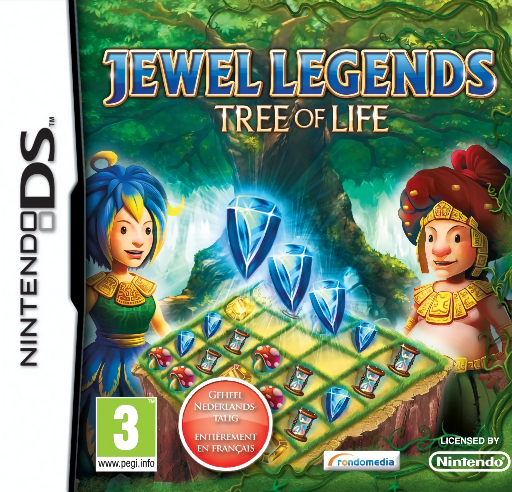 JEWEL LEGENDS
TREE OF LIFE
NINTENDO DS™
GEHEEL
NEDERLANDS-
TALIG
ENTIÈREMENT
EN FRANÇAIS
3
www.pegi.info
rondomedia
LICENSED BY
Nintendo